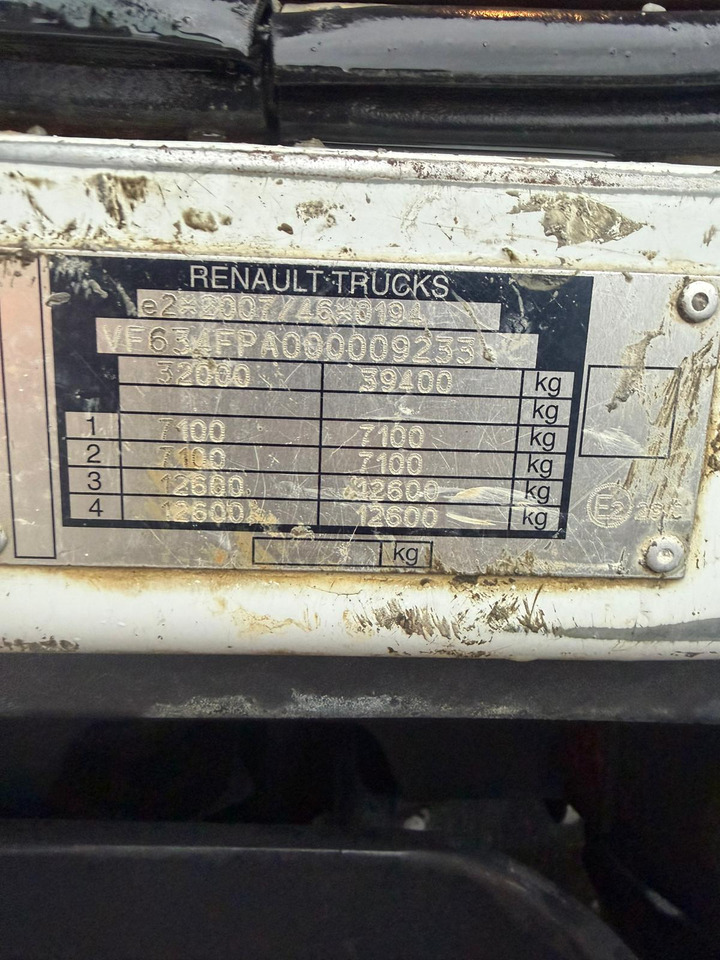 RENAULT TRUCKS
e2*2007/46*0194
VF634FPA000009233
32000 39400 kg
kg
1 7100 7100 kg
2 7100 7100 kg
3 12600 12600 kg
4 12600 12600 kg
kg
E2